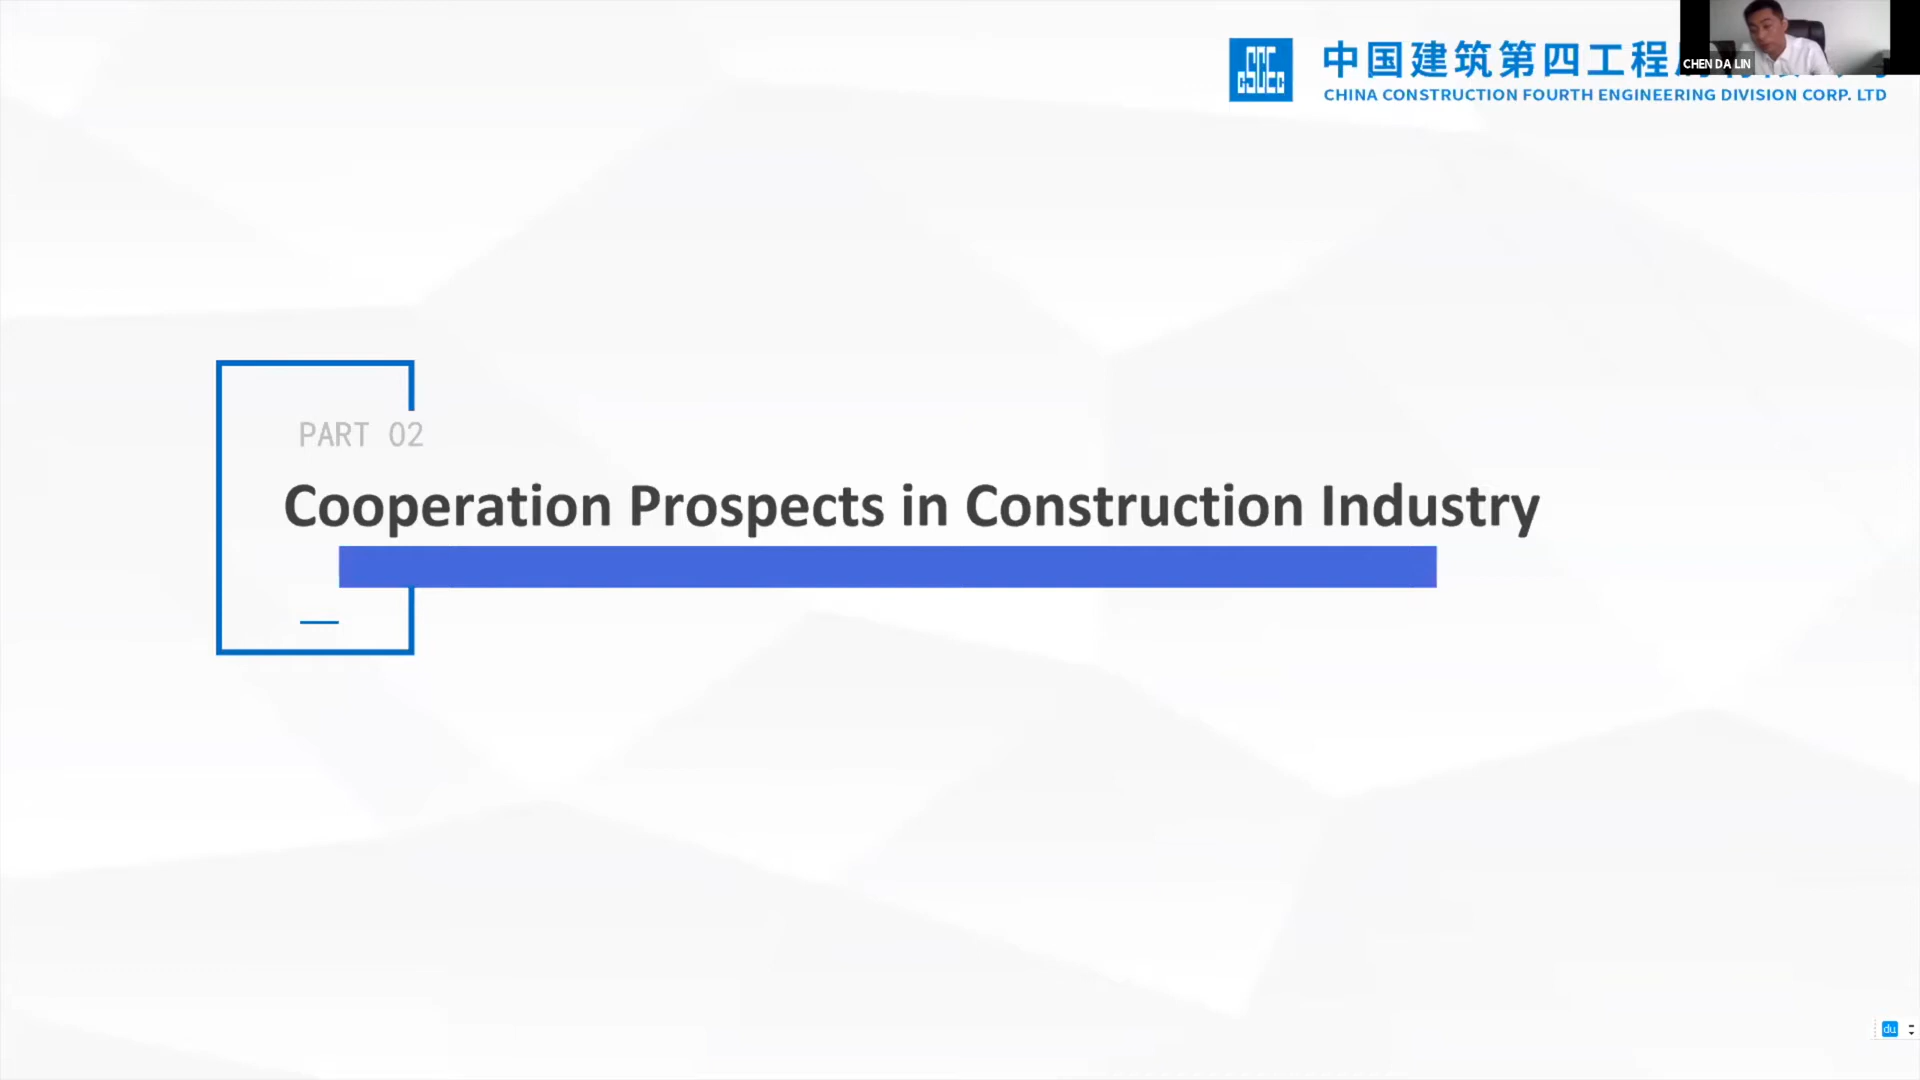 CSCEC
中国建筑第四工程
CHEN DA LIN
CHINA CONSTRUCTION FOURTH ENGINEERING DIVISION CORP. LTD
PART 02
Cooperation Prospects in Construction Industry
du